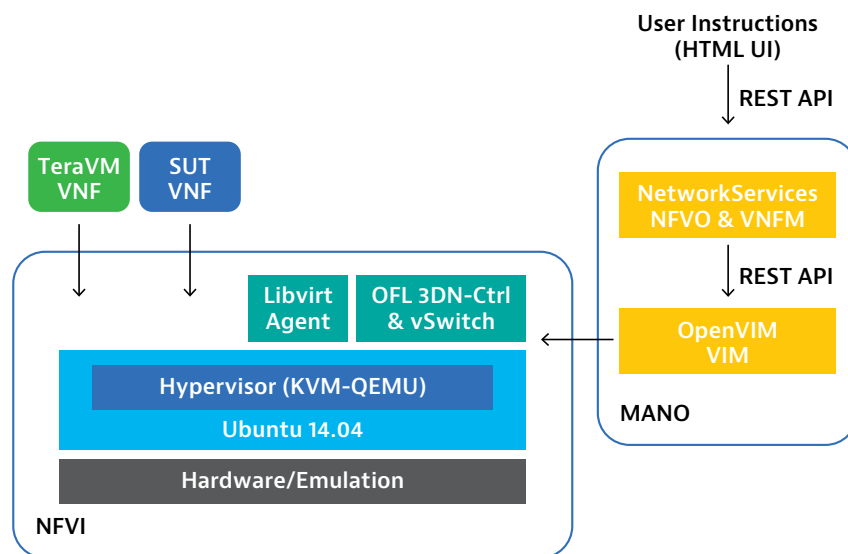 User Instructions
(HTML UI)
REST API
TeraVM
VNF
SUT
VNF
NetworkServices
NFVO & VNFM
REST API
Libvirt
Agent
OFL 3DN-Ctrl
& vSwitch
OpenVIM
VIM
Hypervisor (KVM-QEMU)
Ubuntu 14.04
MANO
Hardware/Emulation
NFVI